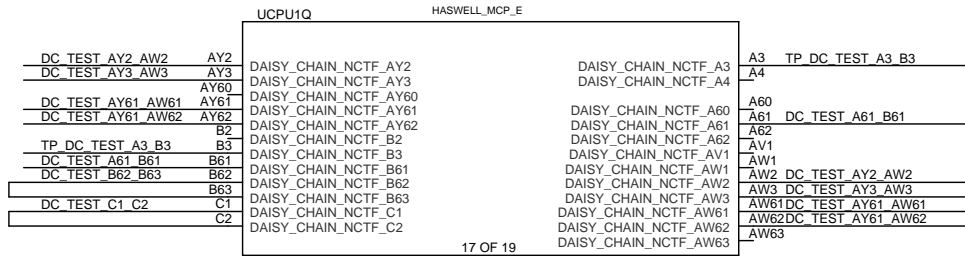 UCPU1Q HASWELL_MCP_E
DC_TEST_AY2_AW2 AY2 DAISY_CHAIN_NCTF_AY2
DC_TEST_AY3_AW3 AY3 DAISY_CHAIN_NCTF_AY3
AY60 DAISY_CHAIN_NCTF_AY60
DC_TEST_AY61_AW61 AY61 DAISY_CHAIN_NCTF_AY61
DC_TEST_AY61_AW62 AY62 DAISY_CHAIN_NCTF_AY62
B2 DAISY_CHAIN_NCTF_B2
TP_DC_TEST_A3_B3 B3 DAISY_CHAIN_NCTF_B3
DC_TEST_A61_B61 B61 DAISY_CHAIN_NCTF_B61
DC_TEST_B62_B63 B62 DAISY_CHAIN_NCTF_B62
B63 DAISY_CHAIN_NCTF_B63
DC_TEST_C1_C2 C1 DAISY_CHAIN_NCTF_C1
C2 DAISY_CHAIN_NCTF_C2
DAISY_CHAIN_NCTF_A3 A3 TP_DC_TEST_A3_B3
DAISY_CHAIN_NCTF_A4 A4
DAISY_CHAIN_NCTF_A60 A60
DAISY_CHAIN_NCTF_A61 A61 DC_TEST_A61_B61
DAISY_CHAIN_NCTF_A62 A62
DAISY_CHAIN_NCTF_AV1 AV1
DAISY_CHAIN_NCTF_AW1 AW1
DAISY_CHAIN_NCTF_AW2 AW2 DC_TEST_AY2_AW2
DAISY_CHAIN_NCTF_AW3 AW3 DC_TEST_AY3_AW3
DAISY_CHAIN_NCTF_AW61 AW61 DC_TEST_AY61_AW61
DAISY_CHAIN_NCTF_AW62 AW62 DC_TEST_AY61_AW62
DAISY_CHAIN_NCTF_AW63 AW63
17 OF 19